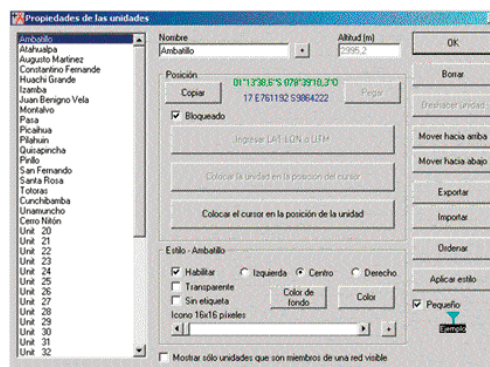 Propiedades de las unidades
Ambatillo
Atahualpa
Augusto Martinez
Constantino Fernande
Huachi Grande
Izamba
Juan Benigno Vela
Montalvo
Pasa
Picaihua
Pilahuin
Quisapincha
Pinllo
San Fernando
Santa Rosa
Totoras
Cunchibamba
Unamuncho
Cerro Nitón
Unit 20
Unit 21
Unit 22
Unit 23
Unit 24
Unit 25
Unit 26
Unit 27
Unit 28
Unit 29
Unit 30
Unit 31
Unit 32
Nombre
Ambatillo
+
Altitud (m)
2995,2
Posición
Copiar
01°13'38,6"S 078°39'10,3"O
17 E761192 S9864222
Pegar
Bloqueado
Ingresar LAT-LON o UTM
Colocar la unidad en la posición del cursor
Colocar el cursor en la posición de la unidad
Estilo - Ambatillo
Habilitar
Izquierda
Centro
Derecho
Transparente
Sin etiqueta
Color de fondo
Color
Icono 16x16 píxeles
+
Mostrar sólo unidades que son miembros de una red visible
OK
Borrar
Deshacer unidad
Mover hacia arriba
Mover hacia abajo
Exportar
Importar
Ordenar
Aplicar estilo
Pequeño
Ejemplo